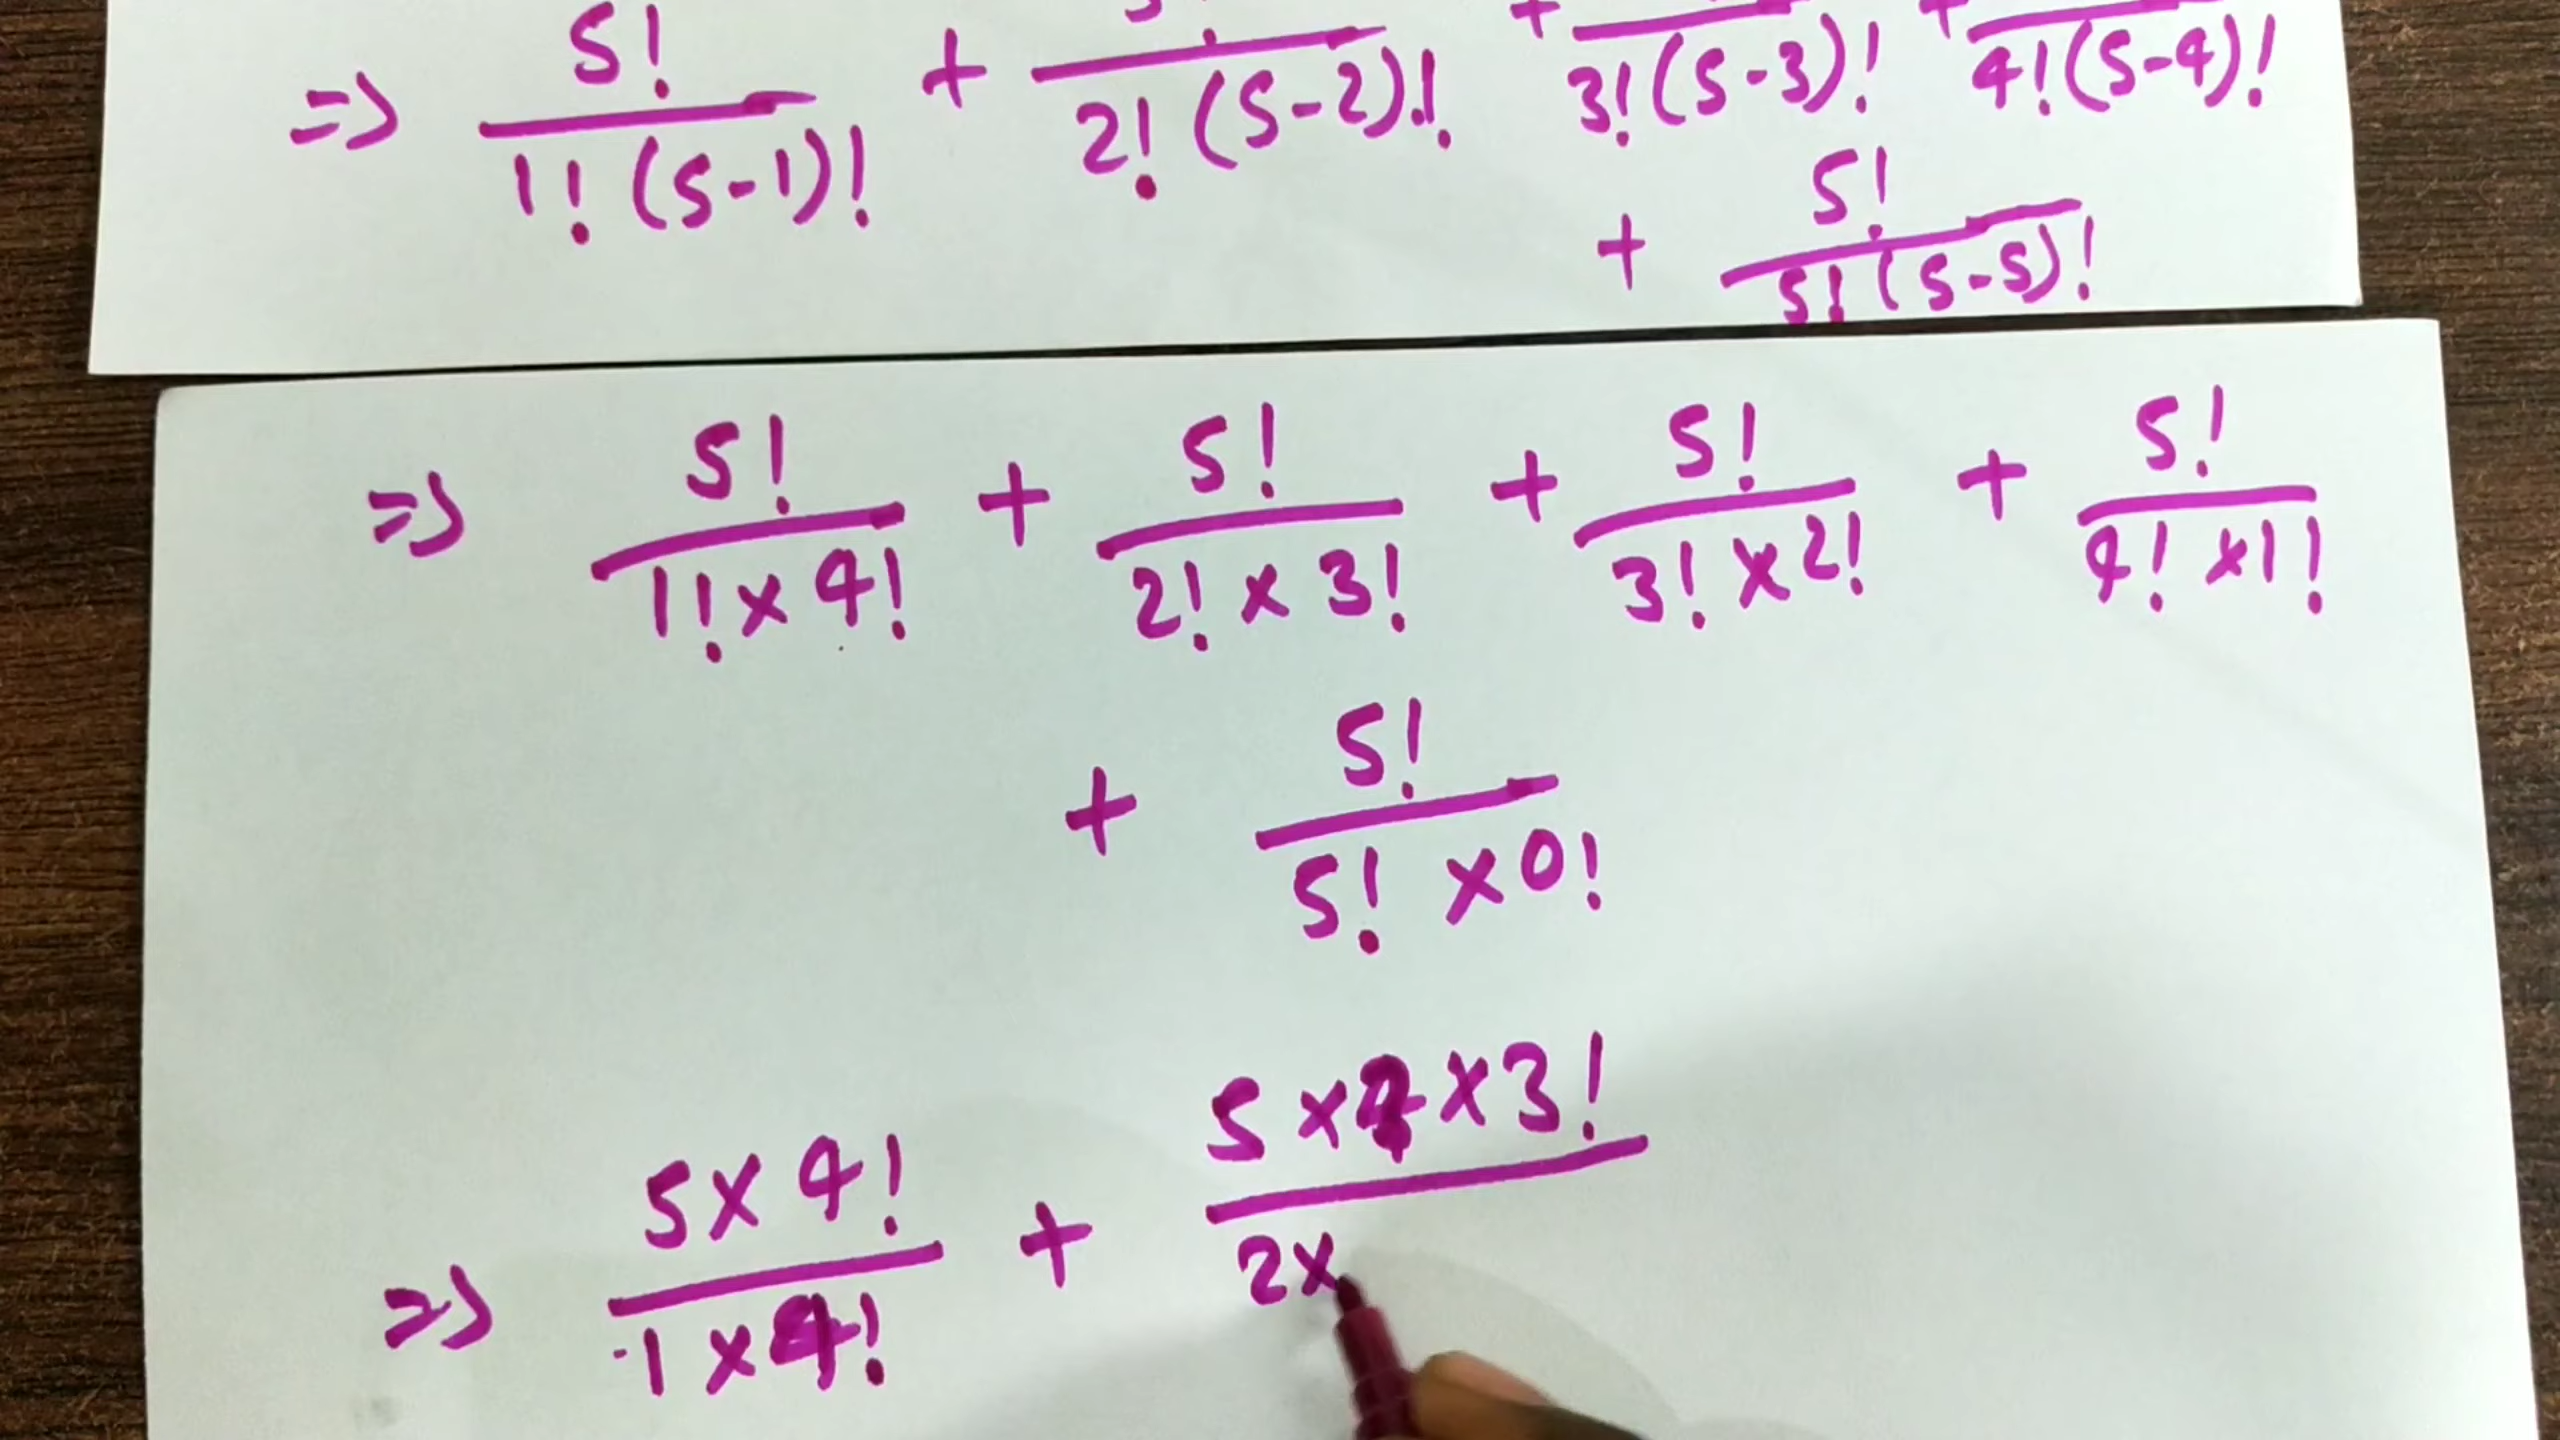 => 5!/1!(5-1)! + 5!/2!(5-2)! + /3!(5-3)! + /4!(5-4)!
+ 5!/5!(5-5)!
=> 5!/1!×4! + 5!/2!×3! + 5!/3!×2! + 5!/4!×1!
+ 5!/5!×0!
=> 5×4!/1×4! + 5×4×3!/2×